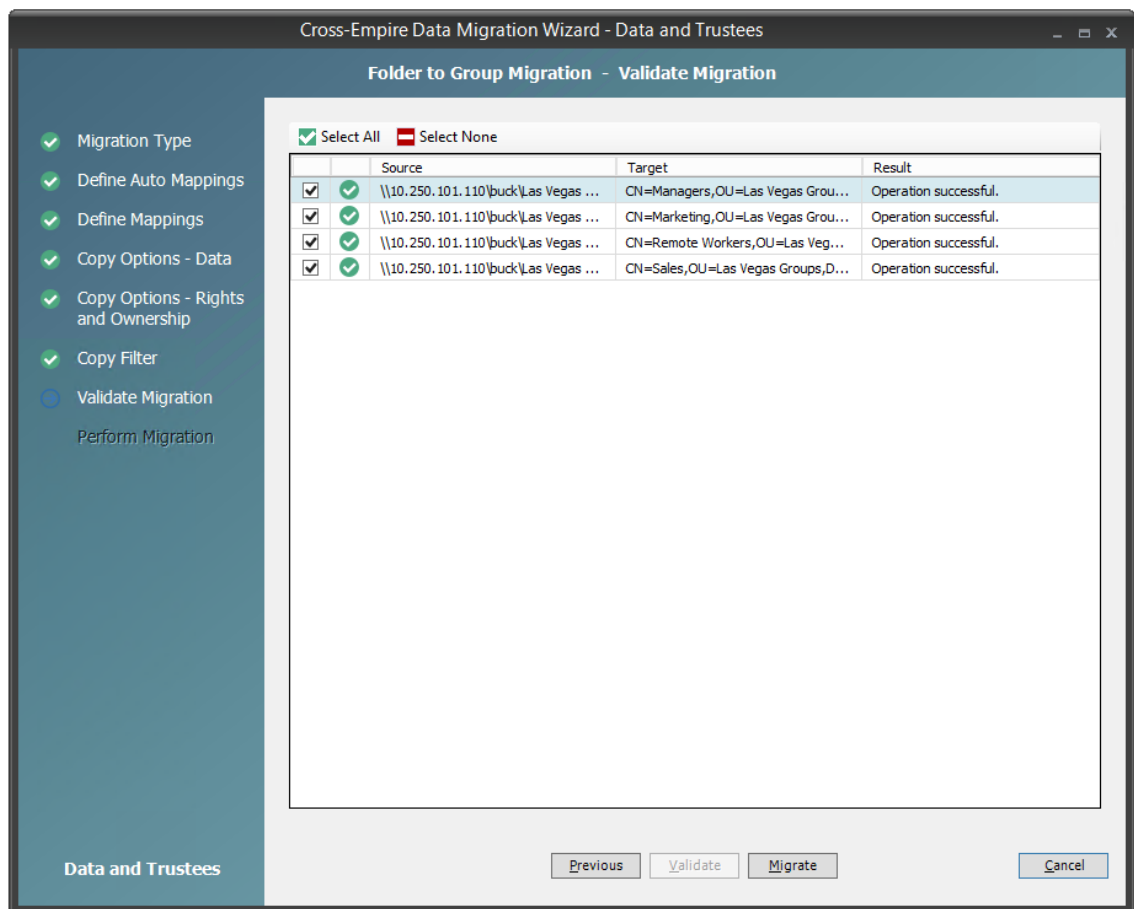 Cross-Empire Data Migration Wizard - Data and Trustees
Folder to Group Migration - Validate Migration
Migration Type
Define Auto Mappings
Define Mappings
Copy Options - Data
Copy Options - Rights
and Ownership
Copy Filter
Validate Migration
Perform Migration
Data and Trustees
Select All Select None
Source Target Result
\\10.250.101.110\buck\Las Vegas ... CN=Managers,OU=Las Vegas Grou... Operation successful.
\\10.250.101.110\buck\Las Vegas ... CN=Marketing,OU=Las Vegas Grou... Operation successful.
\\10.250.101.110\buck\Las Vegas ... CN=Remote Workers,OU=Las Veg... Operation successful.
\\10.250.101.110\buck\Las Vegas ... CN=Sales,OU=Las Vegas Groups,D... Operation successful.
Previous Validate Migrate Cancel